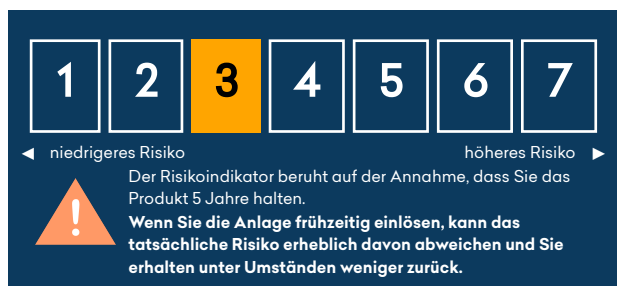 1 2 3 4 5 6 7
◄ niedrigeres Risiko höheres Risiko ►
Der Risikoindikator beruht auf der Annahme, dass Sie das
Produkt 5 Jahre halten.
Wenn Sie die Anlage frühzeitig einlösen, kann das
tatsächliche Risiko erheblich davon abweichen und Sie
erhalten unter Umständen weniger zurück.
!